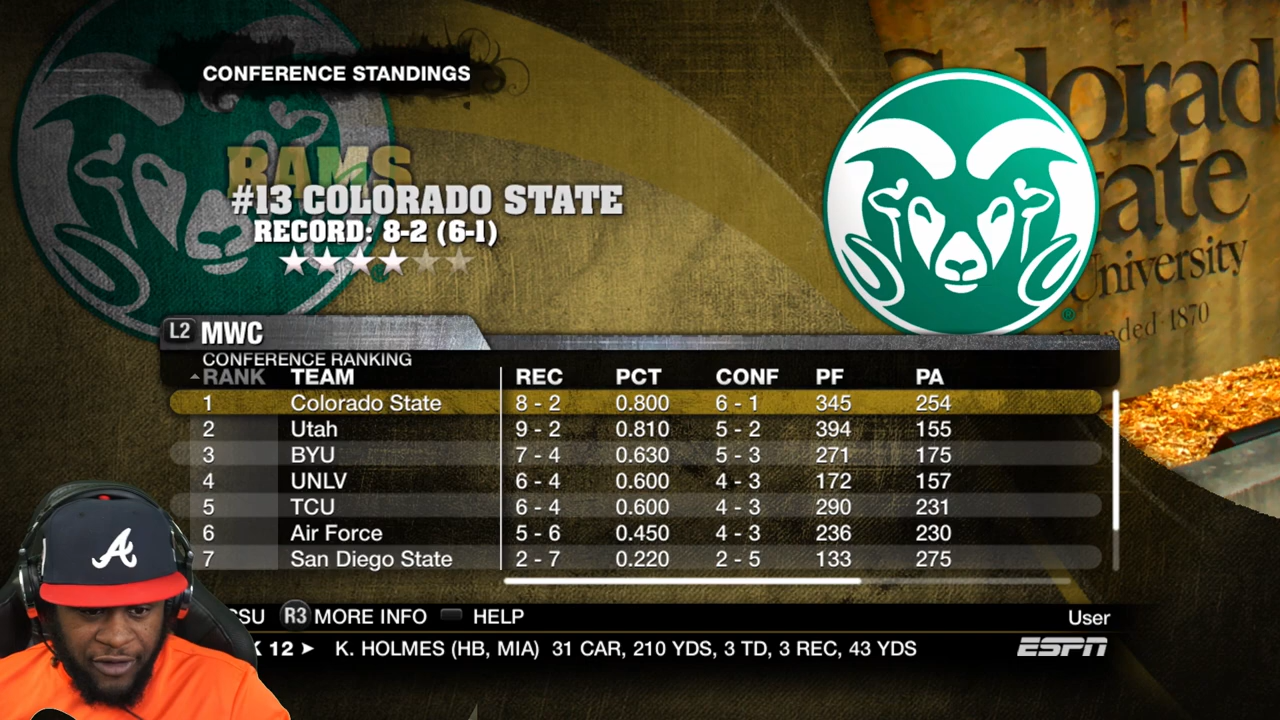 CONFERENCE STANDINGS
RAMS
#13 COLORADO STATE
RECORD: 8-2 (6-1)
Colorado
State
University
Founded 1870
L2 MWC
CONFERENCE RANKING
RANK TEAM REC PCT CONF PF PA
1 Colorado State 8 - 2 0.800 6 - 1 345 254
2 Utah 9 - 2 0.810 5 - 2 394 155
3 BYU 7 - 4 0.630 5 - 3 271 175
4 UNLV 6 - 4 0.600 4 - 3 172 157
5 TCU 6 - 4 0.600 4 - 3 290 231
6 Air Force 5 - 6 0.450 4 - 3 236 230
7 San Diego State 2 - 7 0.220 2 - 5 133 275
CSU R3 MORE INFO HELP User
K 12 ➤ K. HOLMES (HB, MIA) 31 CAR, 210 YDS, 3 TD, 3 REC, 43 YDS ESPN
A